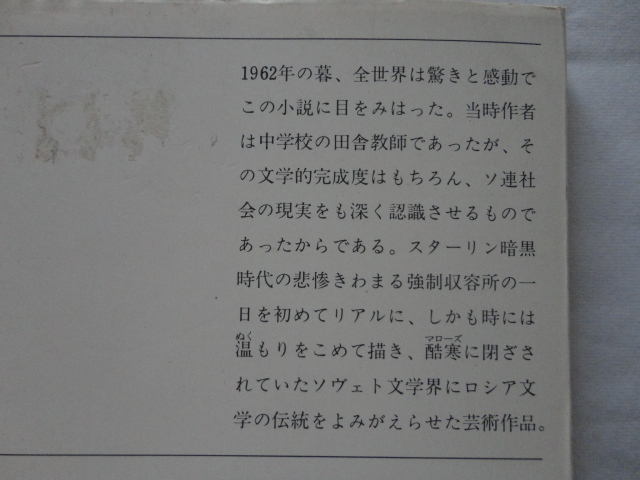 1962年の暮、全世界は驚きと感動で
この小説に目をみはった。当時作者
は中学校の田舎教師であったが、そ
の文学的完成度はもちろん、ソ連社
会の現実をも深く認識させるもので
あったからである。スターリン暗黒
時代の悲惨きわまる強制収容所の一
日を初めてリアルに、しかも時には
ぬく マローズ
温もりをこめて描き、酷寒に閉ざさ
れていたソヴェト文学界にロシア文
学の伝統をよみがえらせた芸術作品。